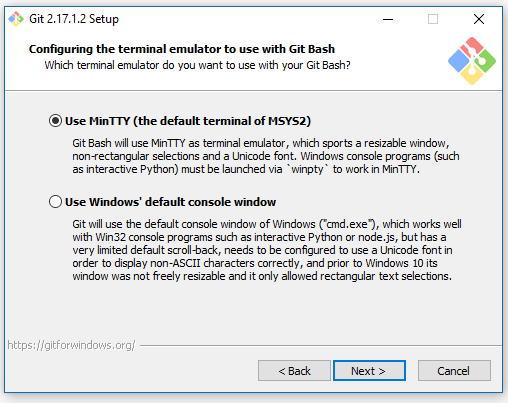 Git 2.17.1.2 Setup
Configuring the terminal emulator to use with Git Bash
Which terminal emulator do you want to use with your Git Bash?
Use MinTTY (the default terminal of MSYS2)
Git Bash will use MinTTY as terminal emulator, which sports a resizable window,
non-rectangular selections and a Unicode font. Windows console programs (such
as interactive Python) must be launched via `winpty` to work in MinTTY.
Use Windows' default console window
Git will use the default console window of Windows ("cmd.exe"), which works well
with Win32 console programs such as interactive Python or node.js, but has a
very limited default scroll-back, needs to be configured to use a Unicode font in
order to display non-ASCII characters correctly, and prior to Windows 10 its
window was not freely resizable and it only allowed rectangular text selections.
https://gitforwindows.org/
< Back
Next >
Cancel